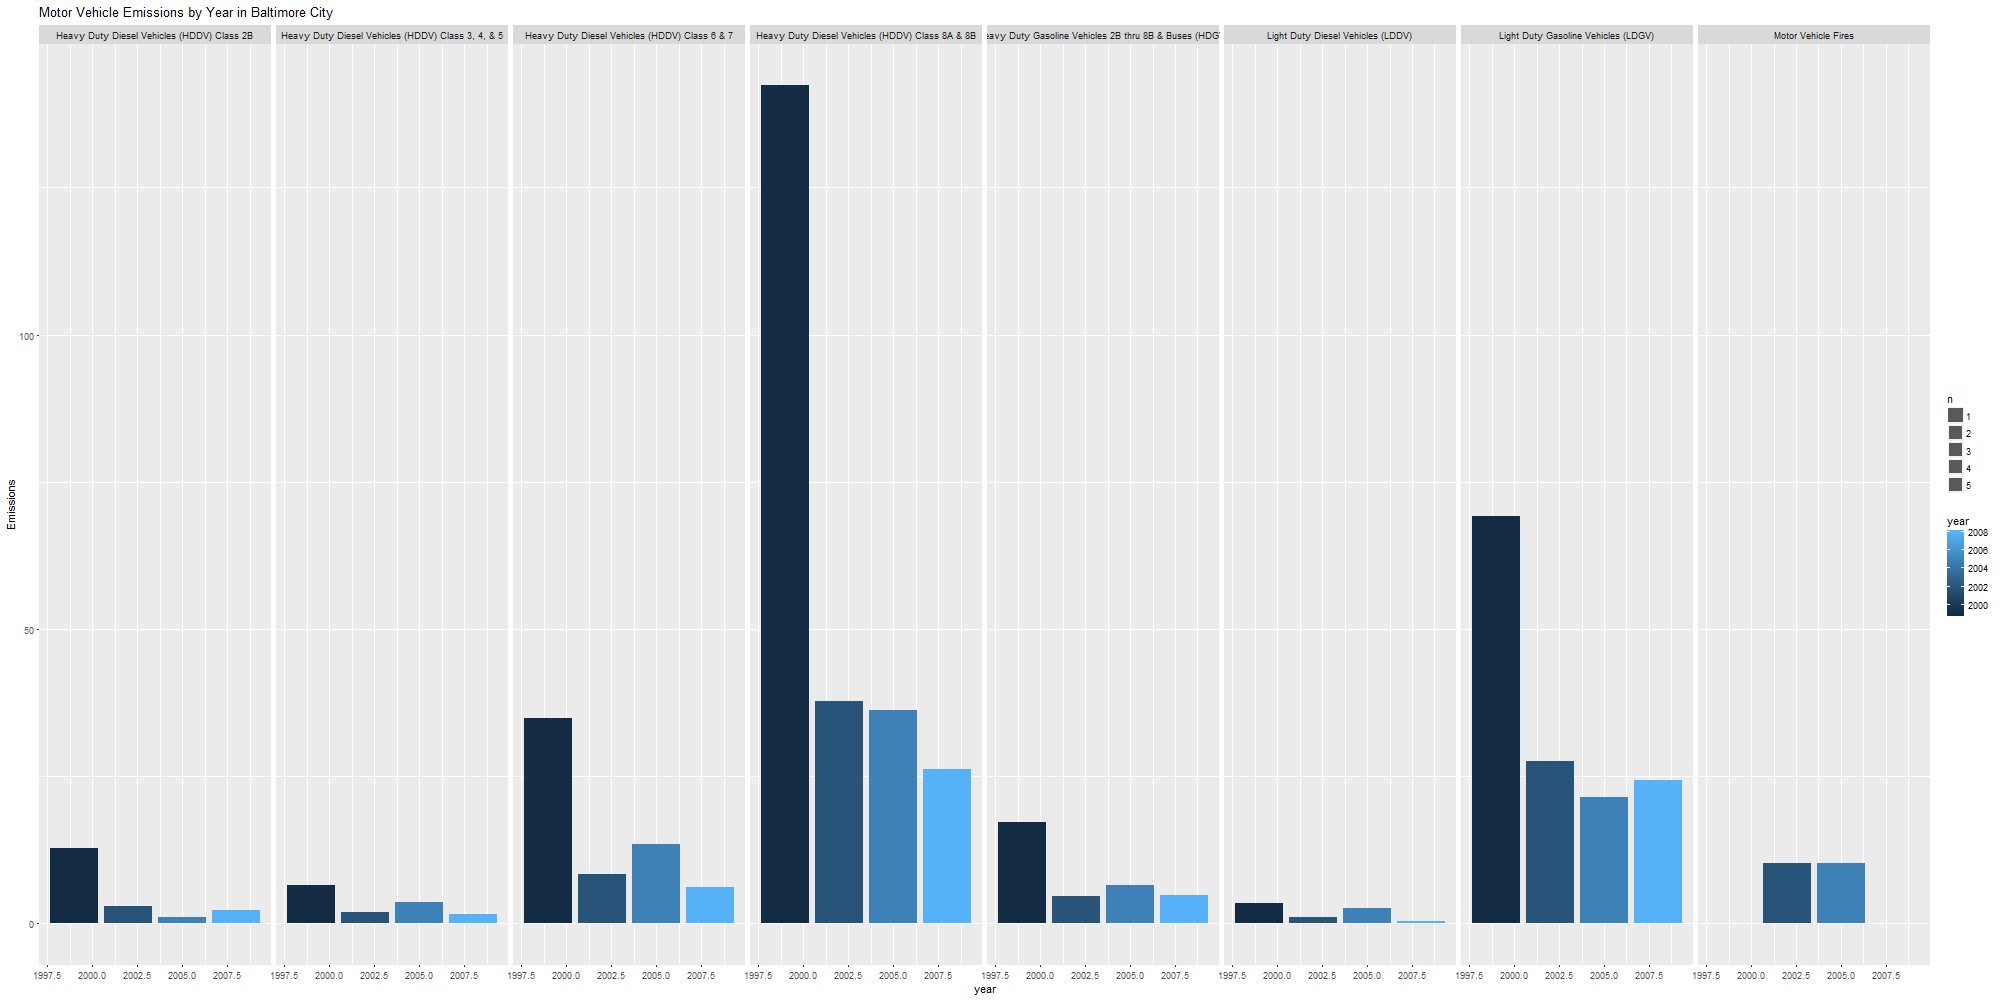 Motor Vehicle Emissions by Year in Baltimore City
Heavy Duty Diesel Vehicles (HDDV) Class 2B
Heavy Duty Diesel Vehicles (HDDV) Class 3, 4, & 5
Heavy Duty Diesel Vehicles (HDDV) Class 6 & 7
Heavy Duty Diesel Vehicles (HDDV) Class 8A & 8B
eavy Duty Gasoline Vehicles 2B thru 8B & Buses (HDG
Light Duty Diesel Vehicles (LDDV)
Light Duty Gasoline Vehicles (LDGV)
Motor Vehicle Fires
Emissions
100
50
0
1997.5 2000.0 2002.5 2005.0 2007.5
1997.5 2000.0 2002.5 2005.0 2007.5
1997.5 2000.0 2002.5 2005.0 2007.5
1997.5 2000.0 2002.5 2005.0 2007.5
1997.5 2000.0 2002.5 2005.0 2007.5
1997.5 2000.0 2002.5 2005.0 2007.5
1997.5 2000.0 2002.5 2005.0 2007.5
1997.5 2000.0 2002.5 2005.0 2007.5
year
n
1
2
3
4
5
year
2008
2006
2004
2002
2000